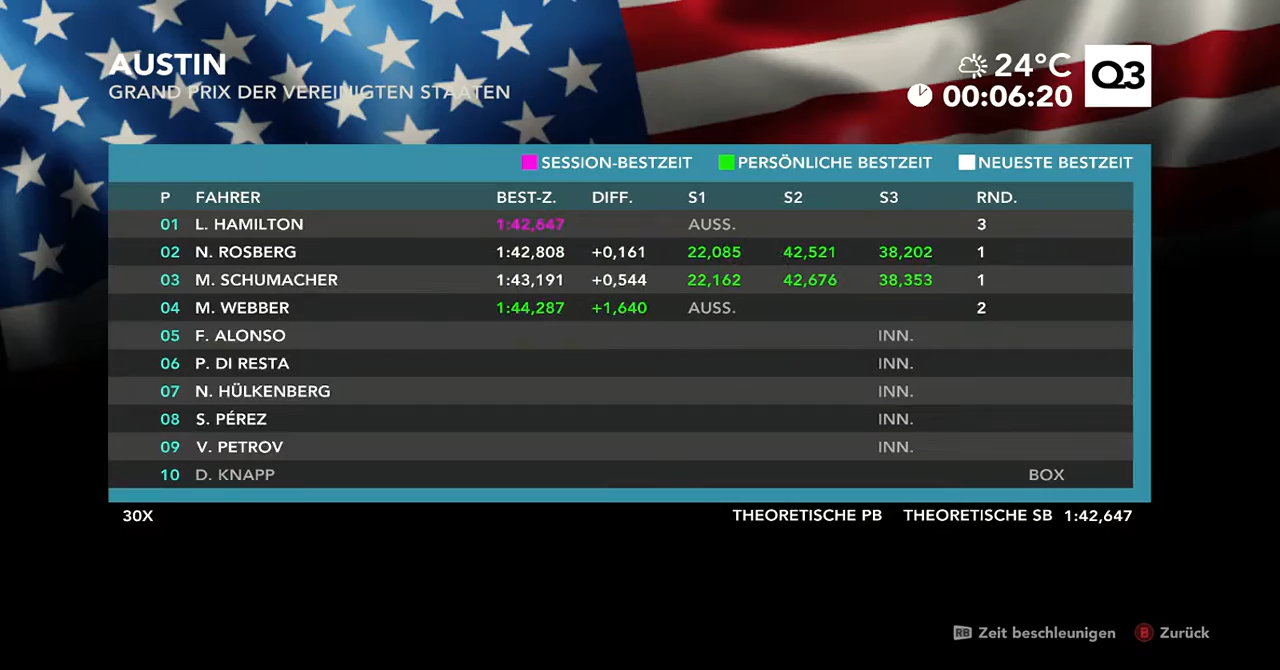 AUSTIN
GRAND PRIX DER VEREINIGTEN STAATEN
24°C
00:06:20
Q3
SESSION-BESTZEIT PERSÖNLICHE BESTZEIT NEUESTE BESTZEIT
P FAHRER BEST-Z. DIFF. S1 S2 S3 RND.
01 L. HAMILTON 1:42,647 AUSS. 3
02 N. ROSBERG 1:42,808 +0,161 22,085 42,521 38,202 1
03 M. SCHUMACHER 1:43,191 +0,544 22,162 42,676 38,353 1
04 M. WEBBER 1:44,287 +1,640 AUSS. 2
05 F. ALONSO INN.
06 P. DI RESTA INN.
07 N. HÜLKENBERG INN.
08 S. PÉREZ INN.
09 V. PETROV INN.
10 D. KNAPP BOX
30X THEORETISCHE PB THEORETISCHE SB 1:42,647
RB Zeit beschleunigen B Zurück